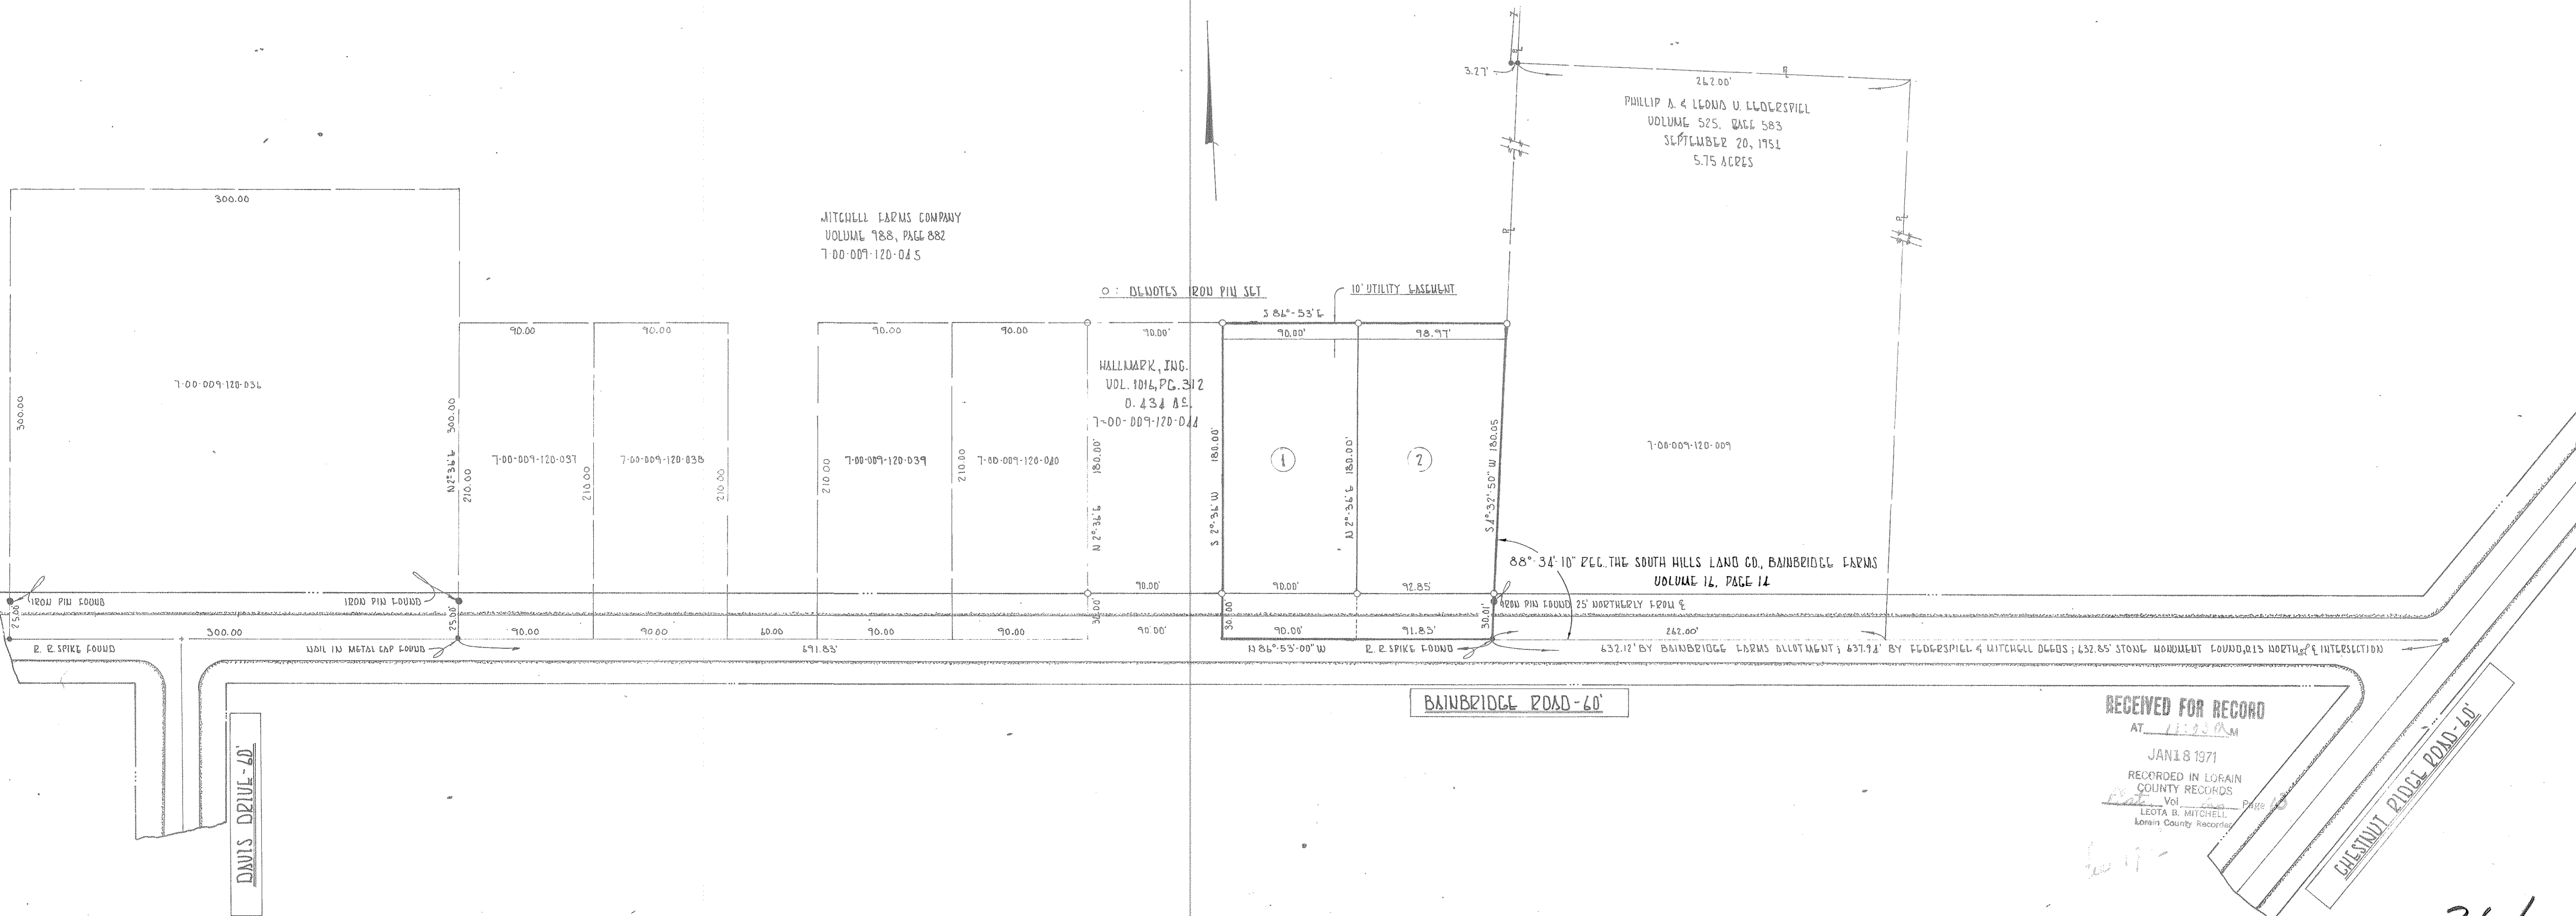 3.27'
262.00'
PHILLIP A. & LEONA V. FEDERSPIEL
VOLUME 525, PAGE 583
SEPTEMBER 20, 1951
5.75 ACRES
300.00
MITCHELL FARMS COMPANY
VOLUME 988, PAGE 882
7-00-009-120-045
O : DENOTES IRON PIN SET
10' UTILITY EASEMENT
S 86°-53' E
90.00
90.00
90.00
90.00
90.00'
90.00'
98.97'
HALLMARK, INC.
VOL. 1016, PG. 312
0.434 AC.
7-00-009-120-044
7-00-009-120-036
300.00
N 2°-36' E 300.00
210.00
7-00-009-120-037
210.00
7-00-009-120-038
210.00
210.00
7-00-009-120-039
210.00
7-00-009-120-040
N 2°-36' E 180.00'
S 2°-36' W 180.00'
1
N 2°-36' E 180.00'
2
S 4°-32'-50" W 180.05
7-00-009-120-009
88°-34'-10" REC. THE SOUTH HILLS LAND CO., BAINBRIDGE FARMS
VOLUME 16, PAGE 14
90.00'
90.00'
92.85'
IRON PIN FOUND
IRON PIN FOUND
IRON PIN FOUND 25' NORTHERLY FROM ℄
25.00'
25.00'
30.00'
30.00'
30.01'
300.00
90.00
90.00
60.00
90.00
90.00
90.00'
90.00'
91.83'
262.00'
R. R. SPIKE FOUND
NAIL IN METAL CAP FOUND
691.83'
N 86°-53'-00" W
R. R. SPIKE FOUND
632.12' BY BAINBRIDGE FARMS ALLOTMENT; 637.94' BY FEDERSPIEL & MITCHELL DEEDS; 632.85' STONE MONUMENT FOUND, 0.13 NORTH of ℄ INTERSECTION
BAINBRIDGE ROAD-60'
DAVIS DRIVE-60'
CHESTNUT RIDGE ROAD-60'
RECEIVED FOR RECORD
AT 11:03 A M
JAN 18 1971
RECORDED IN LORAIN
COUNTY RECORDS
Plat Vol Page
LEOTA B. MITCHELL
Lorain County Recorder